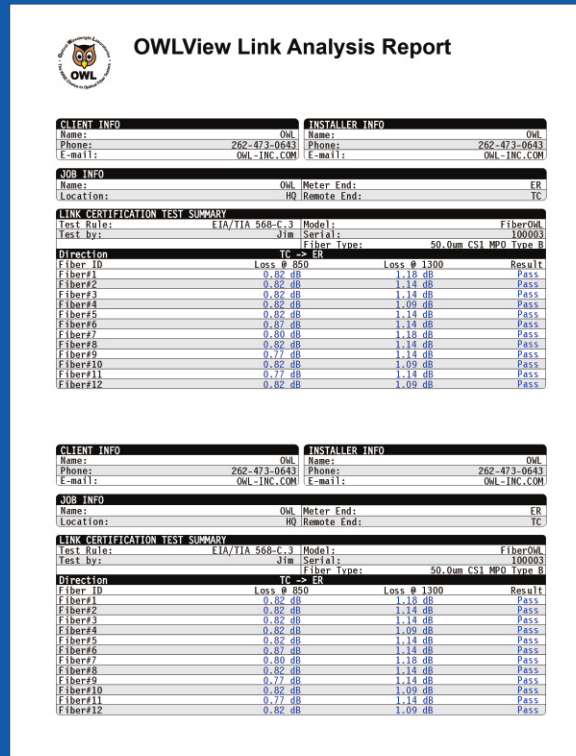 OWL
OWLView Link Analysis Report
CLIENT INFO INSTALLER INFO
Name: OWL Name: OWL
Phone: 262-473-0643 Phone: 262-473-0643
E-mail: OWL-INC.COM E-mail: OWL-INC.COM
JOB INFO
Name: OWL Meter End: ER
Location: HQ Remote End: TC
LINK CERTIFICATION TEST SUMMARY
Test Rule: EIA/TIA 568-C.3 Model: FiberOWL
Test by: Jim Serial: 100003
Fiber Type: 50.0um CS1 MPO Type B
Direction TC -> ER
Fiber ID Loss @ 850 Loss @ 1300 Result
Fiber#1 0.82 dB 1.18 dB Pass
Fiber#2 0.82 dB 1.14 dB Pass
Fiber#3 0.82 dB 1.14 dB Pass
Fiber#4 0.82 dB 1.09 dB Pass
Fiber#5 0.82 dB 1.14 dB Pass
Fiber#6 0.87 dB 1.14 dB Pass
Fiber#7 0.80 dB 1.18 dB Pass
Fiber#8 0.82 dB 1.14 dB Pass
Fiber#9 0.77 dB 1.14 dB Pass
Fiber#10 0.82 dB 1.09 dB Pass
Fiber#11 0.77 dB 1.14 dB Pass
Fiber#12 0.82 dB 1.09 dB Pass
CLIENT INFO INSTALLER INFO
Name: OWL Name: OWL
Phone: 262-473-0643 Phone: 262-473-0643
E-mail: OWL-INC.COM E-mail: OWL-INC.COM
JOB INFO
Name: OWL Meter End: ER
Location: HQ Remote End: TC
LINK CERTIFICATION TEST SUMMARY
Test Rule: EIA/TIA 568-C.3 Model: FiberOWL
Test by: Jim Serial: 100003
Fiber Type: 50.0um CS1 MPO Type B
Direction TC -> ER
Fiber ID Loss @ 850 Loss @ 1300 Result
Fiber#1 0.82 dB 1.18 dB Pass
Fiber#2 0.82 dB 1.14 dB Pass
Fiber#3 0.82 dB 1.14 dB Pass
Fiber#4 0.82 dB 1.09 dB Pass
Fiber#5 0.82 dB 1.14 dB Pass
Fiber#6 0.87 dB 1.14 dB Pass
Fiber#7 0.80 dB 1.18 dB Pass
Fiber#8 0.82 dB 1.14 dB Pass
Fiber#9 0.77 dB 1.14 dB Pass
Fiber#10 0.82 dB 1.09 dB Pass
Fiber#11 0.77 dB 1.14 dB Pass
Fiber#12 0.82 dB 1.09 dB Pass